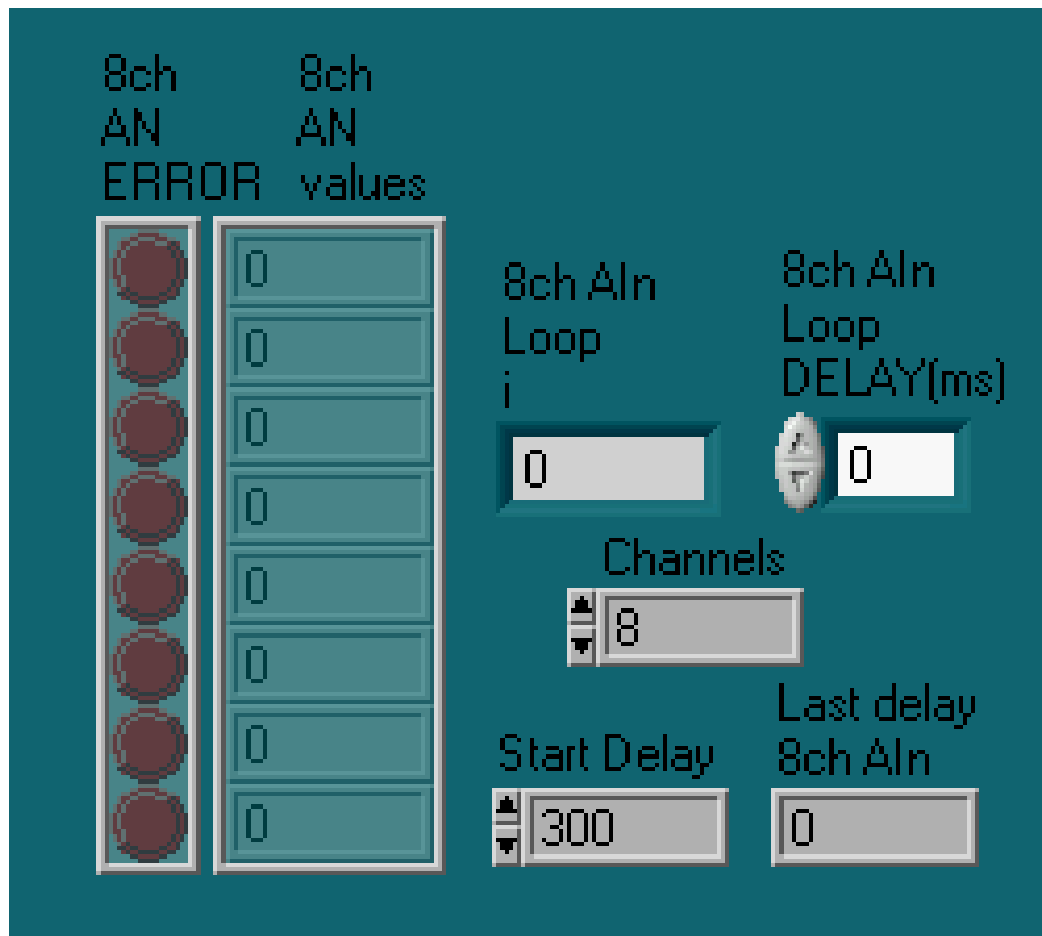 8ch
AN
ERROR
8ch
AN
values
0
0
0
0
0
0
0
0
8ch AIn
Loop
i
0
8ch AIn
Loop
DELAY(ms)
0
Channels
8
Start Delay
300
Last delay
8ch AIn
0